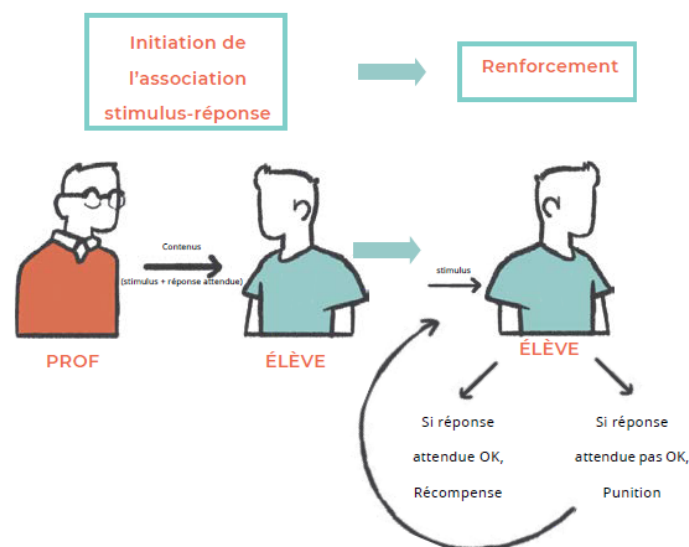 Initiation de
l'association
stimulus-réponse
Renforcement
Contenus
(stimulus + réponse attendue)
stimulus
PROF
ÉLÈVE
ÉLÈVE
Si réponse
attendue OK,
Récompense
Si réponse
attendue pas OK,
Punition